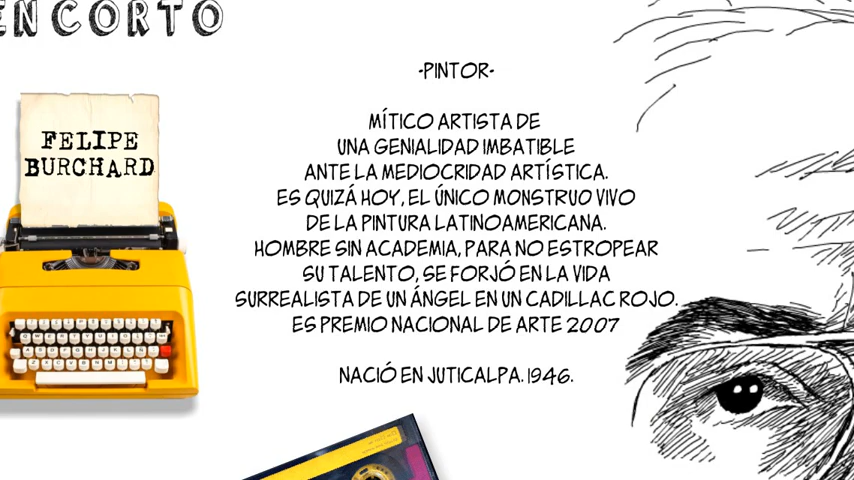 EN CORTO
FELIPE
BURCHARD
-PINTOR-
MÍTICO ARTISTA DE
UNA GENIALIDAD IMBATIBLE
ANTE LA MEDIOCRIDAD ARTÍSTICA.
ES QUIZÁ HOY, EL ÚNICO MONSTRUO VIVO
DE LA PINTURA LATINOAMERICANA.
HOMBRE SIN ACADEMIA, PARA NO ESTROPEAR
SU TALENTO, SE FORJÓ EN LA VIDA
SURREALISTA DE UN ÁNGEL EN UN CADILLAC ROJO.
ES PREMIO NACIONAL DE ARTE 2007
NACIÓ EN JUTICALPA. 1946.